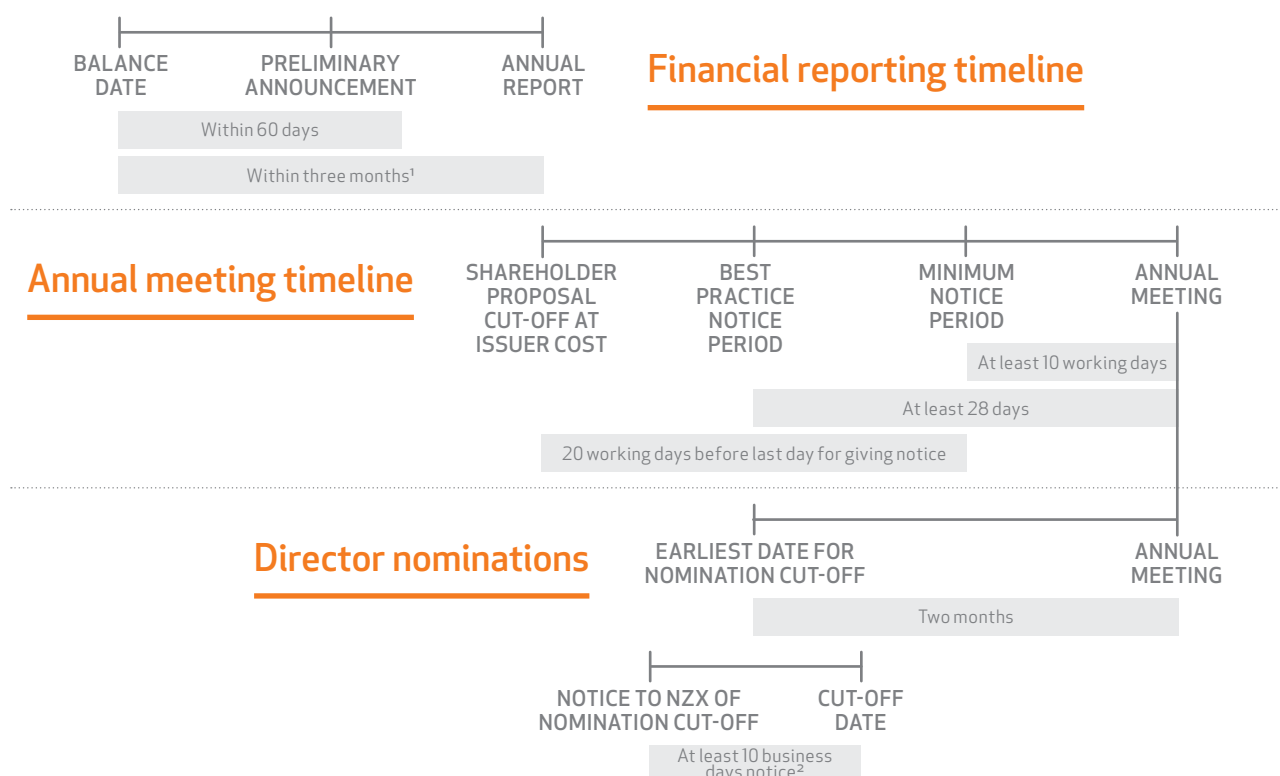 BALANCE
DATE
PRELIMINARY
ANNOUNCEMENT
ANNUAL
REPORT
Financial reporting timeline
Within 60 days
Within three months¹
Annual meeting timeline
SHAREHOLDER
PROPOSAL
CUT-OFF AT
ISSUER COST
BEST
PRACTICE
NOTICE
PERIOD
MINIMUM
NOTICE
PERIOD
ANNUAL
MEETING
At least 10 working days
At least 28 days
20 working days before last day for giving notice
Director nominations
EARLIEST DATE FOR
NOMINATION CUT-OFF
ANNUAL
MEETING
Two months
NOTICE TO NZX OF
NOMINATION CUT-OFF
CUT-OFF
DATE
At least 10 business
days notice²